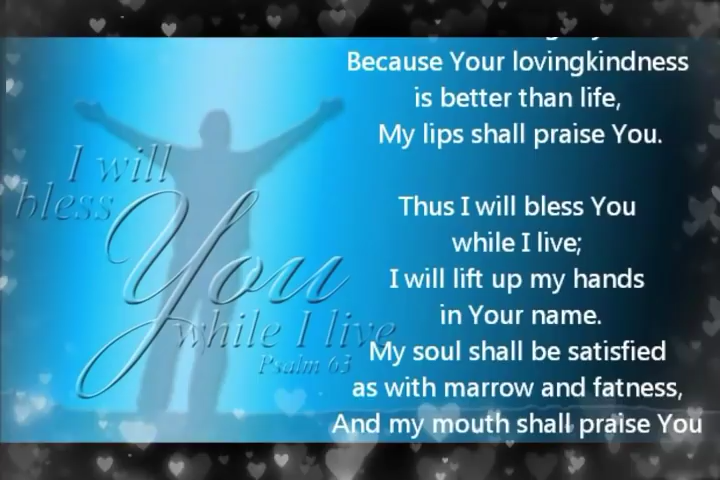 I will
bless
You
while I live
Psalm 63
Because Your lovingkindness
is better than life,
My lips shall praise You.
Thus I will bless You
while I live;
I will lift up my hands
in Your name.
My soul shall be satisfied
as with marrow and fatness,
And my mouth shall praise You